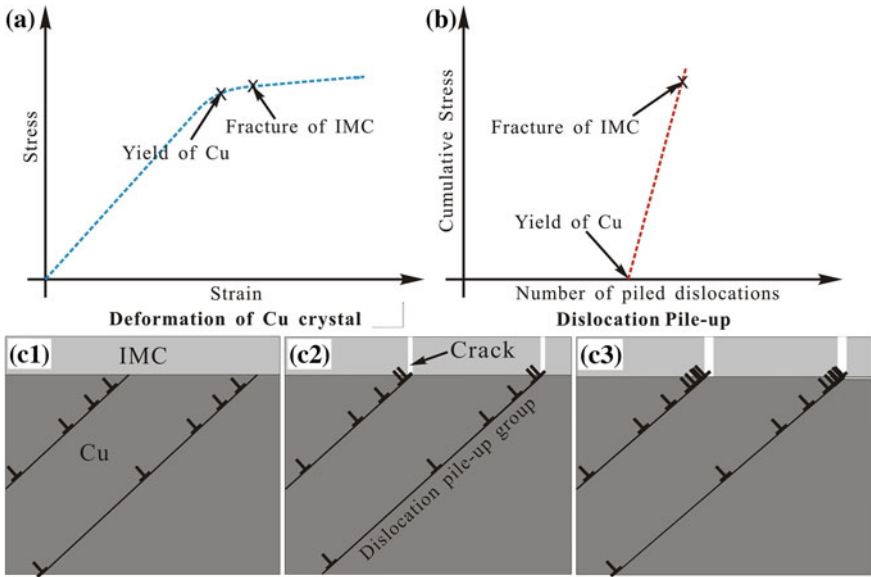 (a)
Stress
Yield of Cu
Fracture of IMC
Strain
Deformation of Cu crystal
(b)
Cumulative Stress
Fracture of IMC
Yield of Cu
Number of piled dislocations
Dislocation Pile-up
(c1)
IMC
Cu
(c2)
Crack
Dislocation pile-up group
(c3)